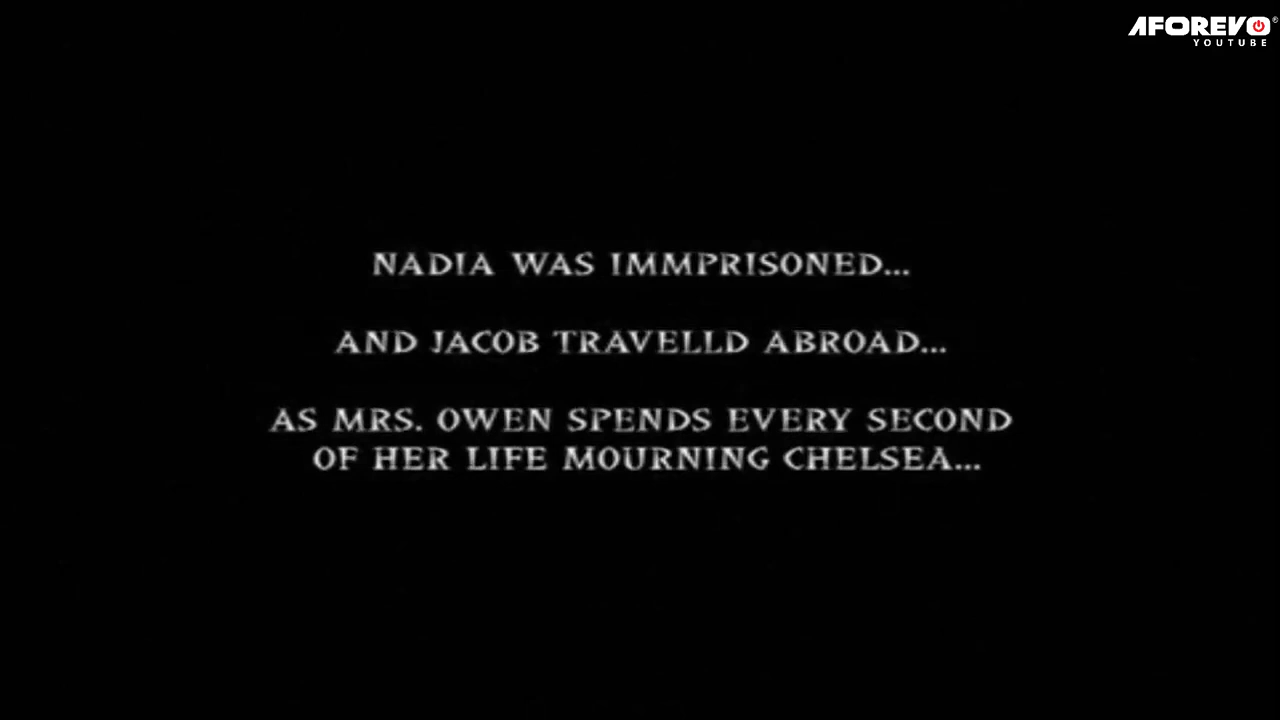 AFOREVO®
YOUTUBE
NADIA WAS IMMPRISONED...
AND JACOB TRAVELLD ABROAD...
AS MRS. OWEN SPENDS EVERY SECOND
OF HER LIFE MOURNING CHELSEA...